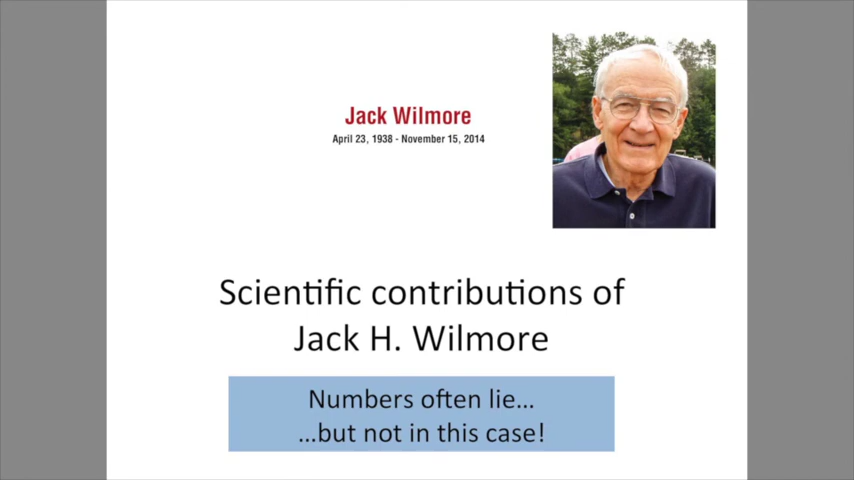 Jack Wilmore
April 23, 1938 - November 15, 2014
Scientific contributions of
Jack H. Wilmore
Numbers often lie...
...but not in this case!